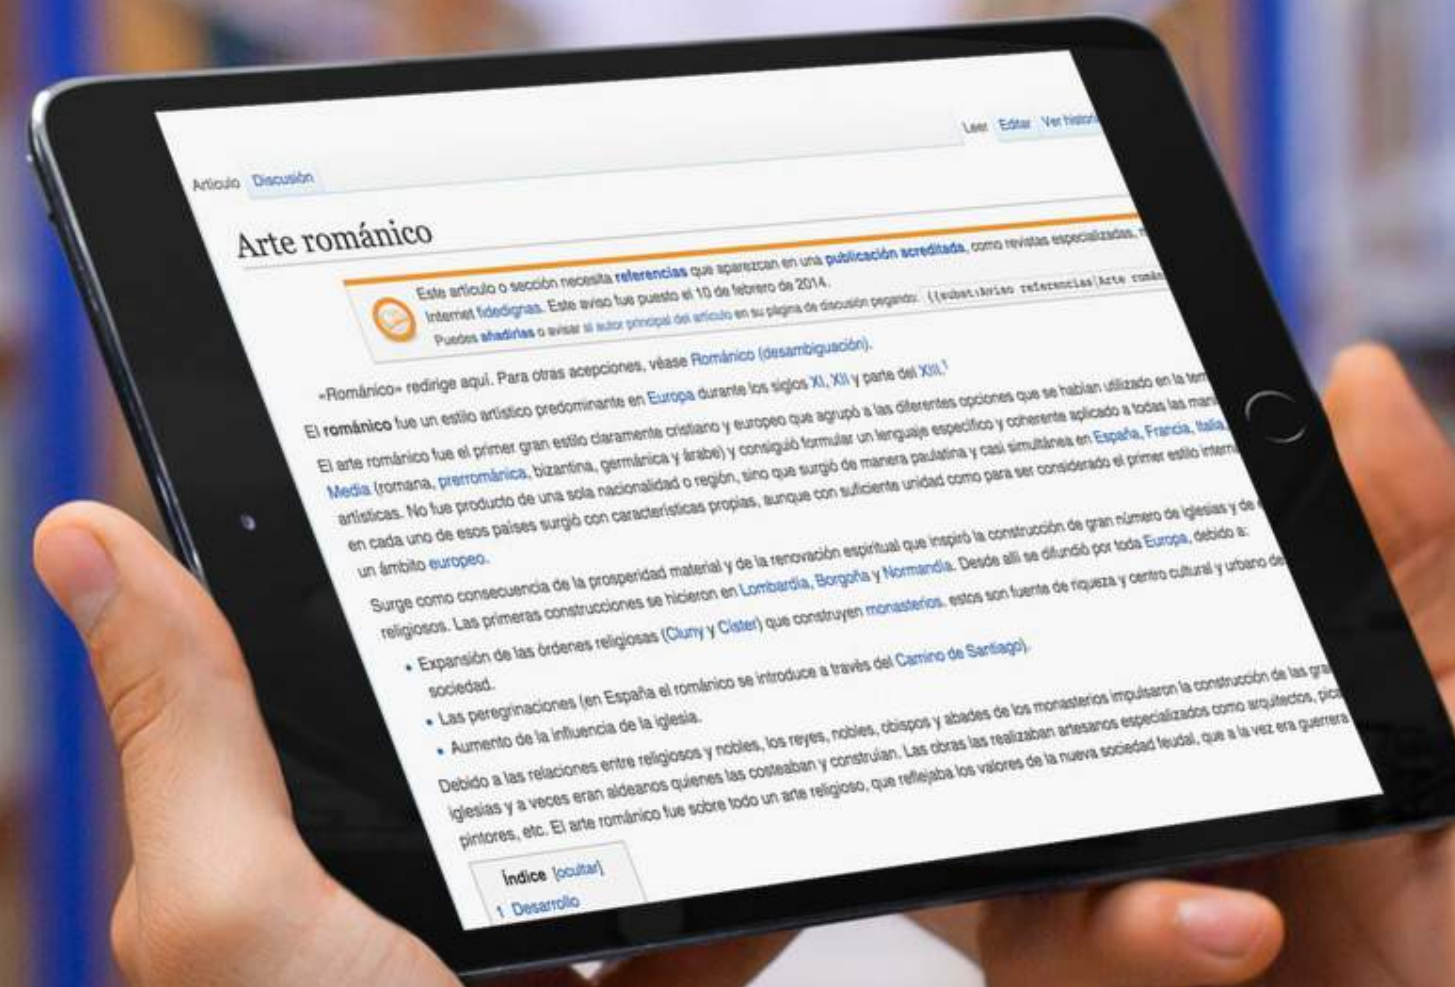 Artículo Discusión
Leer Editar Ver histori
Arte románico
Este artículo o sección necesita referencias que aparezcan en una publicación acreditada, como revistas especializadas,
Internet fidedignas. Este aviso fue puesto el 10 de febrero de 2014.
Puedes añadirlas o avisar al autor principal del artículo en su página de discusión pegando: {{subst:Aviso referencias|Arte román
«Románico» redirige aquí. Para otras acepciones, véase Románico (desambiguación).
El románico fue un estilo artístico predominante en Europa durante los siglos XI, XII y parte del XIII.1
El arte románico fue el primer gran estilo claramente cristiano y europeo que agrupó a las diferentes opciones que se habían utilizado en la tem
Media (romana, prerrománica, bizantina, germánica y árabe) y consiguió formular un lenguaje específico y coherente aplicado a todas las mani
artísticas. No fue producto de una sola nacionalidad o región, sino que surgió de manera paulatina y casi simultánea en España, Francia, Italia,
en cada uno de esos países surgió con características propias, aunque con suficiente unidad como para ser considerado el primer estilo intern
un ámbito europeo.
Surge como consecuencia de la prosperidad material y de la renovación espiritual que inspiró la construcción de gran número de iglesias y de
religiosos. Las primeras construcciones se hicieron en Lombardía, Borgoña y Normandía. Desde allí se difundió por toda Europa, debido a:
• Expansión de las órdenes religiosas (Cluny y Císter) que construyen monasterios. estos son fuente de riqueza y centro cultural y urbano de
sociedad.
• Las peregrinaciones (en España el románico se introduce a través del Camino de Santiago).
• Aumento de la influencia de la iglesia.
Debido a las relaciones entre religiosos y nobles, los reyes, nobles, obispos y abades de los monasterios impulsaron la construcción de las gra
iglesias y a veces eran aldeanos quienes las costeaban y construían. Las obras las realizaban artesanos especializados como arquitectos, pica
pintores, etc. El arte románico fue sobre todo un arte religioso, que reflejaba los valores de la nueva sociedad feudal, que a la vez era guerrera
Índice [ocultar]
1 Desarrollo